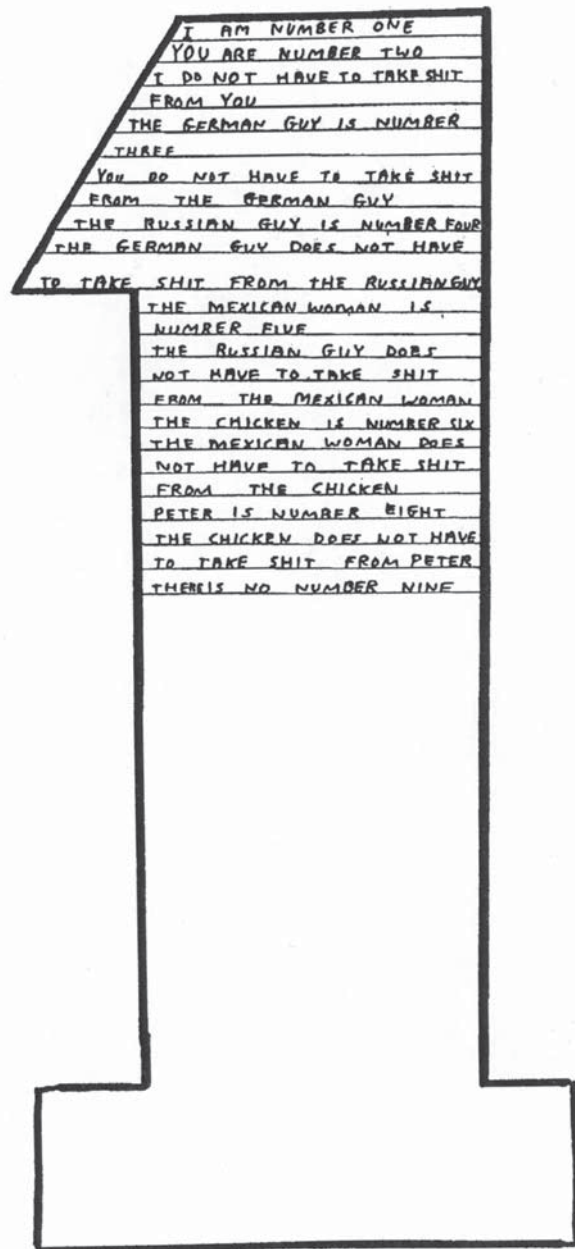 I AM NUMBER ONE
YOU ARE NUMBER TWO
I DO NOT HAVE TO TAKE SHIT
FROM YOU
THE GERMAN GUY IS NUMBER
THREE
YOU DO NOT HAVE TO TAKE SHIT
FROM THE GERMAN GUY
THE RUSSIAN GUY IS NUMBER FOUR
THE GERMAN GUY DOES NOT HAVE
TO TAKE SHIT FROM THE RUSSIAN GUY
THE MEXICAN WOMAN IS
NUMBER FIVE
THE RUSSIAN GUY DOES
NOT HAVE TO TAKE SHIT
FROM THE MEXICAN WOMAN
THE CHICKEN IS NUMBER SIX
THE MEXICAN WOMAN DOES
NOT HAVE TO TAKE SHIT
FROM THE CHICKEN
PETER IS NUMBER EIGHT
THE CHICKEN DOES NOT HAVE
TO TAKE SHIT FROM PETER
THERE IS NO NUMBER NINE